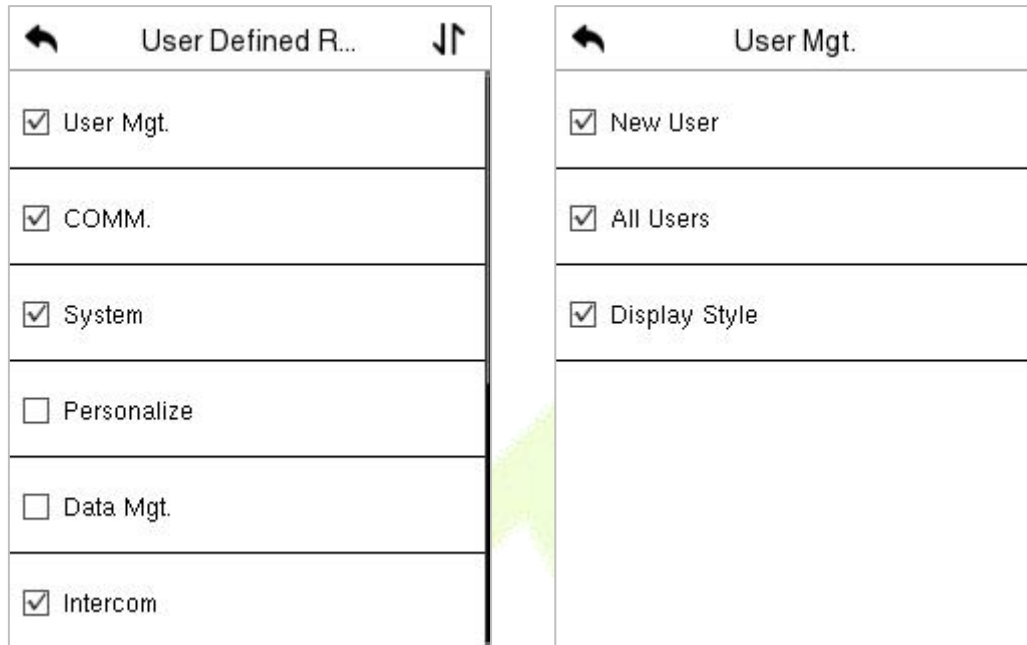 User Defined R...
User Mgt.
COMM.
System
Personalize
Data Mgt.
Intercom
User Mgt.
New User
All Users
Display Style